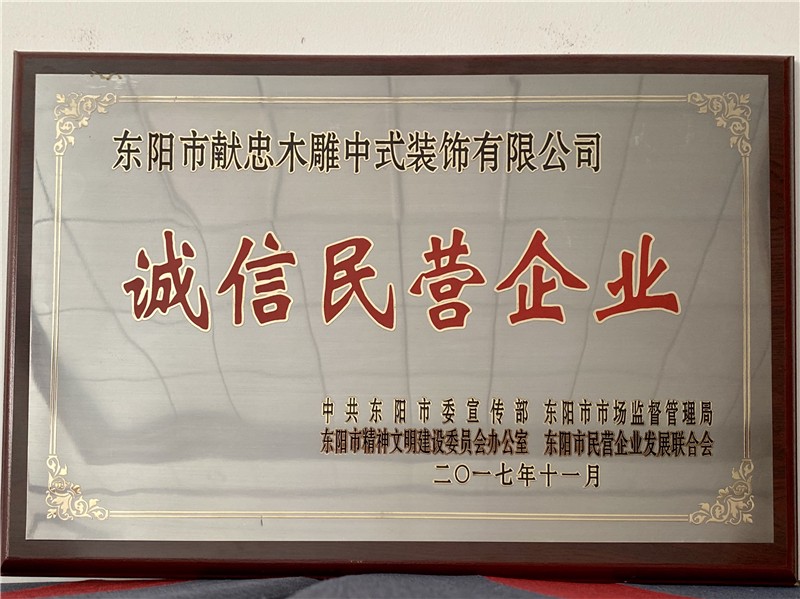 东阳市献忠木雕中式装饰有限公司
诚信民营企业
中共东阳市委宣传部 东阳市市场监督管理局
东阳市精神文明建设委员会办公室 东阳市民营企业发展联合会
二〇一七年十一月